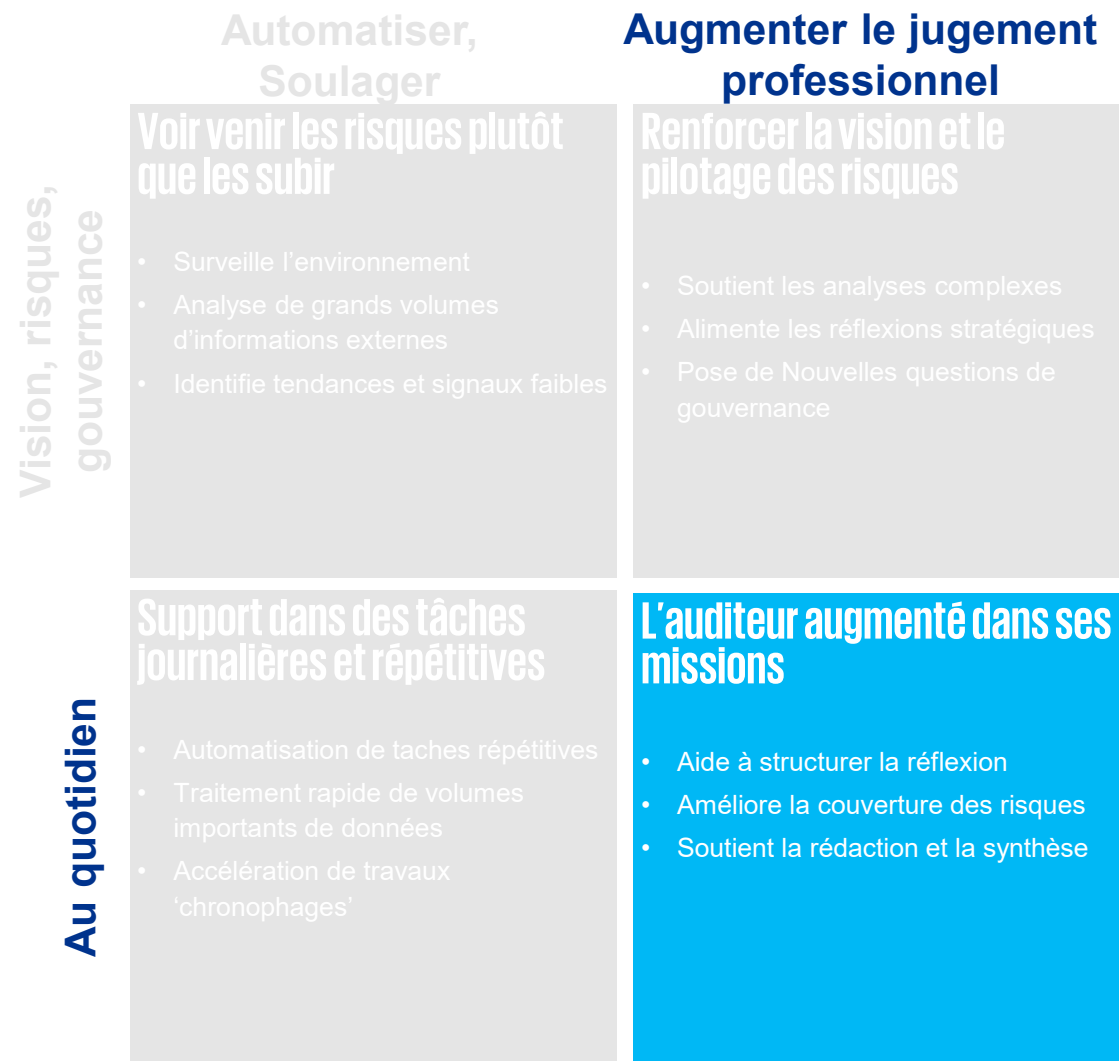 Automatiser,
Soulager
Augmenter le jugement
professionnel
Vision, risques,
gouvernance
Voir venir les risques plutôt
que les subir
• Surveille l’environnement
• Analyse de grands volumes
d’informations externes
• Identifie tendances et signaux faibles
Renforcer la vision et le
pilotage des risques
• Soutient les analyses complexes
• Alimente les réflexions stratégiques
• Pose de Nouvelles questions de
gouvernance
Au quotidien
Support dans des tâches
journalières et répétitives
• Automatisation de taches répétitives
• Traitement rapide de volumes
importants de données
• Accélération de travaux
‘chronophages’
L’auditeur augmenté dans ses
missions
• Aide à structurer la réflexion
• Améliore la couverture des risques
• Soutient la rédaction et la synthèse